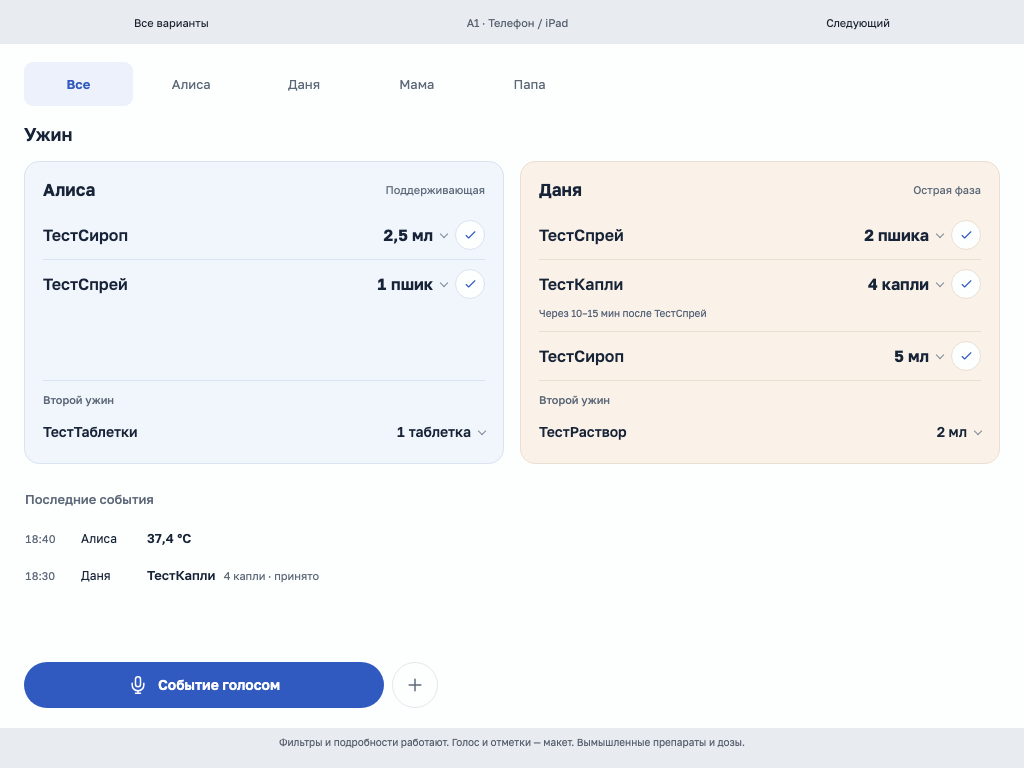 Все варианты
A1 · Телефон / iPad
Следующий
Все
Алиса
Даня
Мама
Папа
Ужин
Алиса
Поддерживающая
ТестСироп
2,5 мл
ТестСпрей
1 пшик
Второй ужин
ТестТаблетки
1 таблетка
Даня
Острая фаза
ТестСпрей
2 пшика
ТестКапли
4 капли
Через 10–15 мин после ТестСпрей
ТестСироп
5 мл
Второй ужин
ТестРаствор
2 мл
Последние события
18:40 Алиса 37,4 °C
18:30 Даня ТестКапли 4 капли · принято
Событие голосом
Фильтры и подробности работают. Голос и отметки — макет. Вымышленные препараты и дозы.